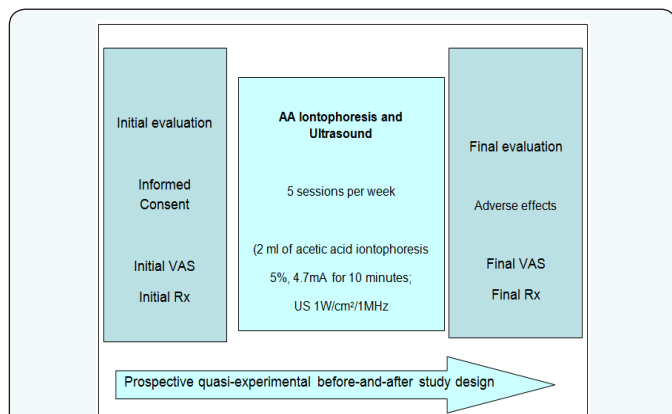 Initial evaluation
Informed
Consent
Initial VAS
Initial Rx
AA Iontophoresis and
Ultrasound
5 sessions per week
(2 ml of acetic acid iontophoresis
5%, 4.7mA for 10 minutes;
US 1W/cm²/1MHz
Final evaluation
Adverse effects
Final VAS
Final Rx
Prospective quasi-experimental before-and-after study design